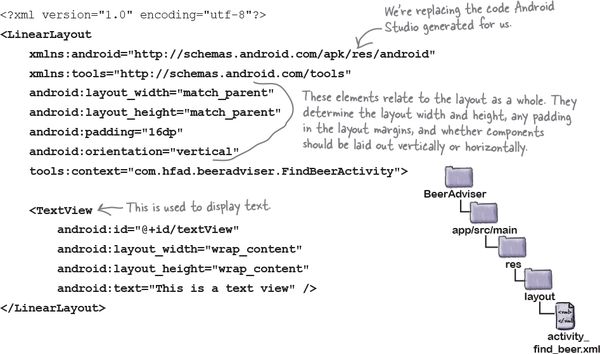 <?xml version="1.0" encoding="utf-8"?>
<LinearLayout
xmlns:android="http://schemas.android.com/apk/res/android"
xmlns:tools="http://schemas.android.com/tools"
android:layout_width="match_parent"
android:layout_height="match_parent"
android:padding="16dp"
android:orientation="vertical"
tools:context="com.hfad.beeradviser.FindBeerActivity">
<TextView
android:id="@+id/textView"
android:layout_width="wrap_content"
android:layout_height="wrap_content"
android:text="This is a text view" />
</LinearLayout>
We're replacing the code Android
Studio generated for us.
These elements relate to the layout as a whole. They
determine the layout width and height, any padding
in the layout margins, and whether components
should be laid out vertically or horizontally.
This is used to display text.
BeerAdviser
app/src/main
res
layout
<xml>
</xml>
activity_
find_beer.xml